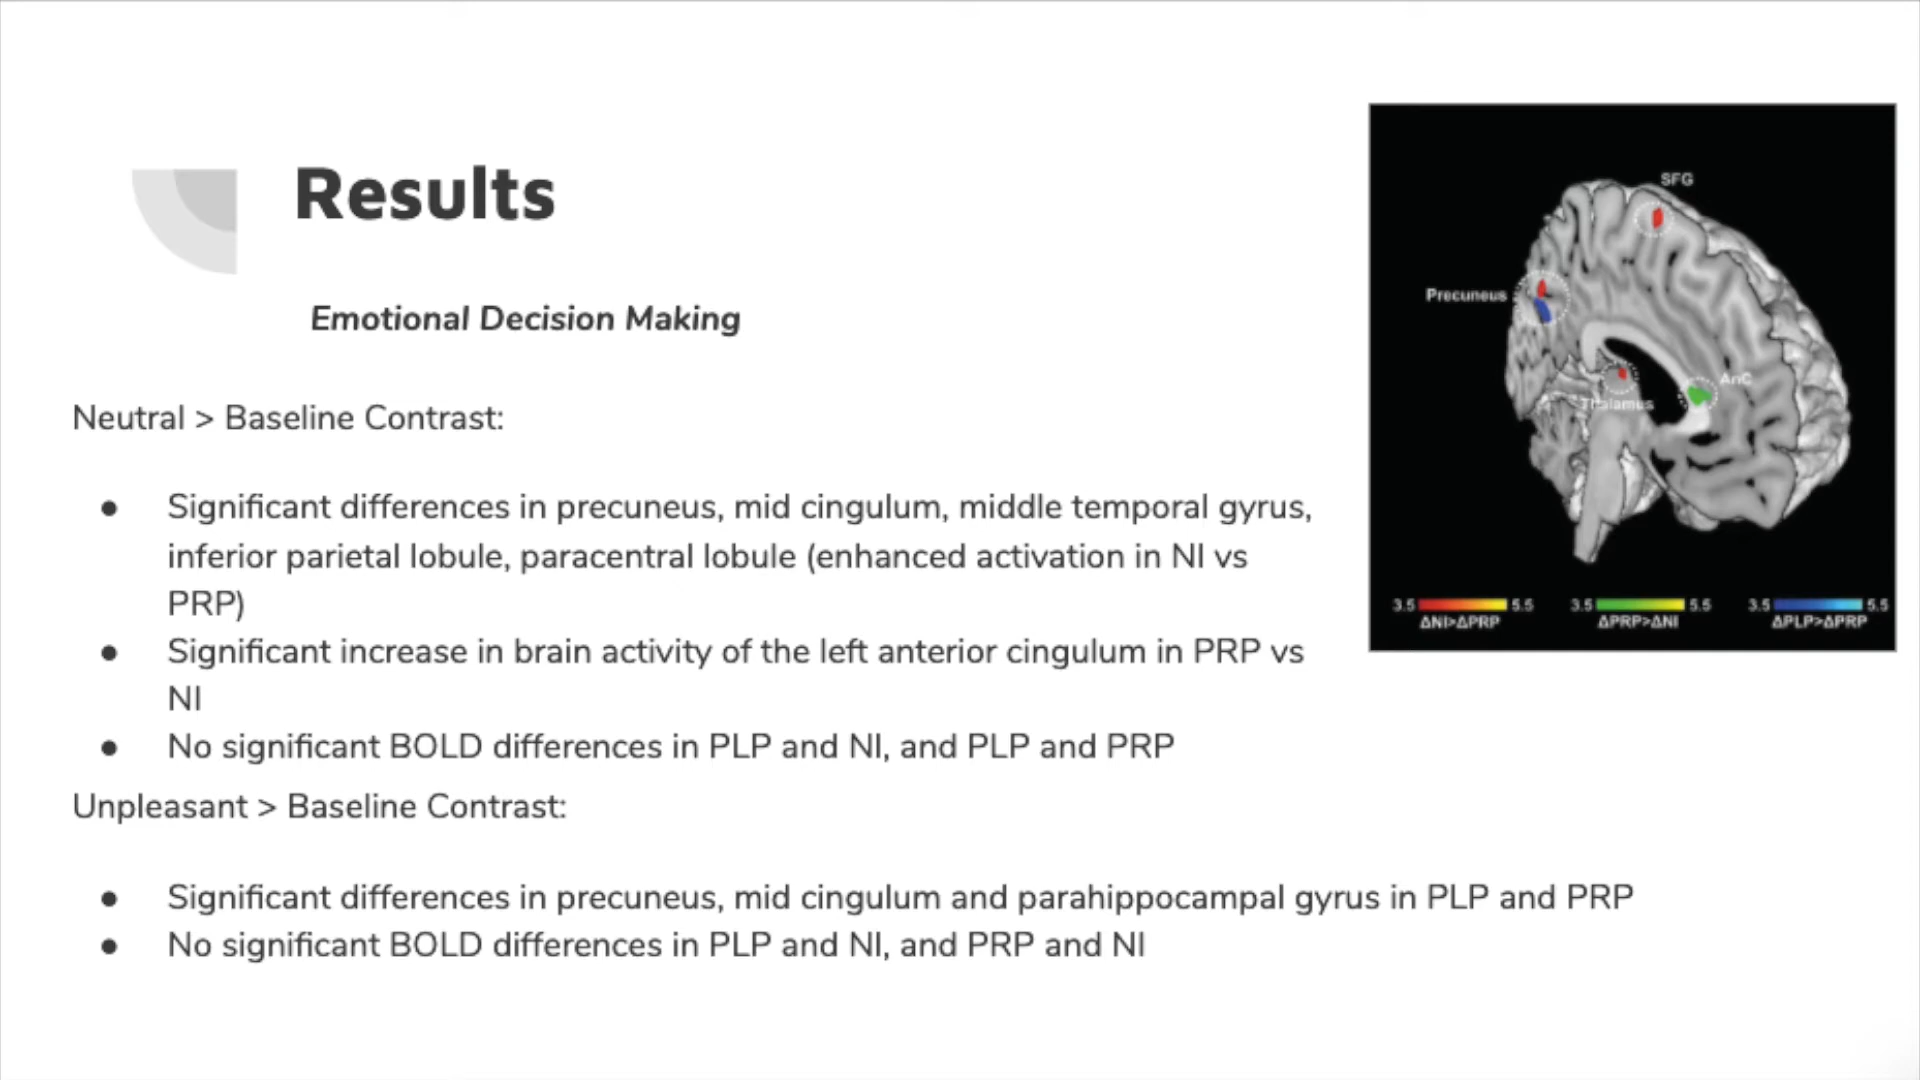 Results
Emotional Decision Making
Neutral > Baseline Contrast:
● Significant differences in precuneus, mid cingulum, middle temporal gyrus,
inferior parietal lobule, paracentral lobule (enhanced activation in NI vs
PRP)
● Significant increase in brain activity of the left anterior cingulum in PRP vs
NI
● No significant BOLD differences in PLP and NI, and PLP and PRP
Unpleasant > Baseline Contrast:
● Significant differences in precuneus, mid cingulum and parahippocampal gyrus in PLP and PRP
● No significant BOLD differences in PLP and NI, and PRP and NI
SFG
Precuneus
AnC
Thalamus
3.5 5.5 3.5 5.5 3.5 5.5
ΔNI>ΔPRP ΔPRP>ΔNI ΔPLP>ΔPRP